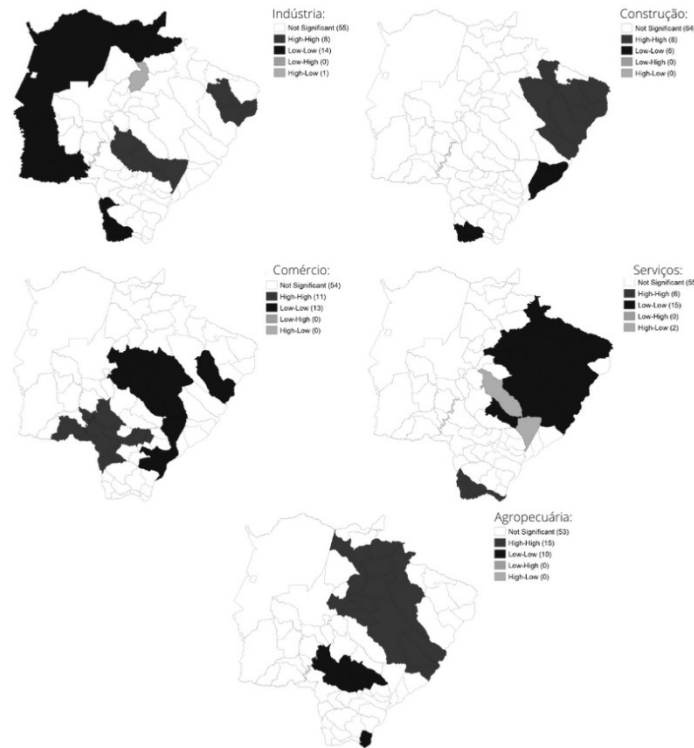 Indústria:
Not Significant (55)
High-High (8)
Low-Low (14)
Low-High (0)
High-Low (1)
Construção:
Not Significant (64)
High-High (8)
Low-Low (6)
Low-High (0)
High-Low (0)
Comércio:
Not Significant (54)
High-High (11)
Low-Low (13)
Low-High (0)
High-Low (0)
Serviços:
Not Significant (55
High-High (6)
Low-Low (15)
Low-High (0)
High-Low (2)
Agropecuária:
Not Significant (53)
High-High (15)
Low-Low (10)
Low-High (0)
High-Low (0)